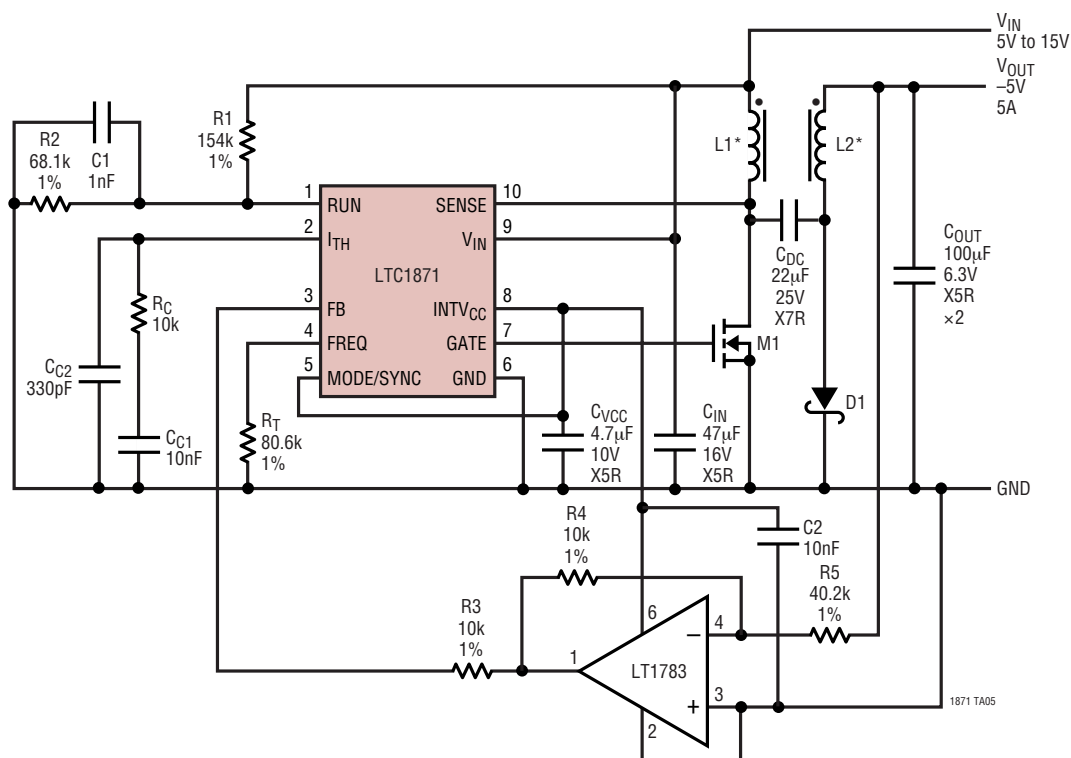 VIN
5V to 15V
VOUT
–5V
5A
R2
68.1k
1%
C1
1nF
R1
154k
1%
L1*
L2*
1
RUN
SENSE
10
2
ITH
VIN
9
LTC1871
3
FB
INTVCC
8
4
FREQ
GATE
7
5
MODE/SYNC
GND
6
CDC
22µF
25V
X7R
COUT
100µF
6.3V
X5R
×2
RC
10k
M1
CC2
330pF
CC1
10nF
RT
80.6k
1%
CVCC
4.7µF
10V
X5R
CIN
47µF
16V
X5R
D1
GND
R4
10k
1%
C2
10nF
R3
10k
1%
R5
40.2k
1%
6
4
–
1
LT1783
+
3
2
1871 TA05